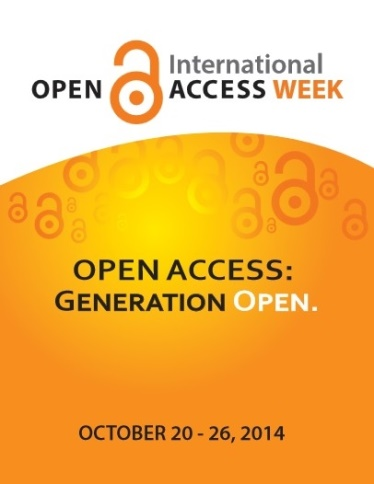 International
OPEN ACCESS WEEK
OPEN ACCESS:
GENERATION OPEN.
OCTOBER 20 - 26, 2014